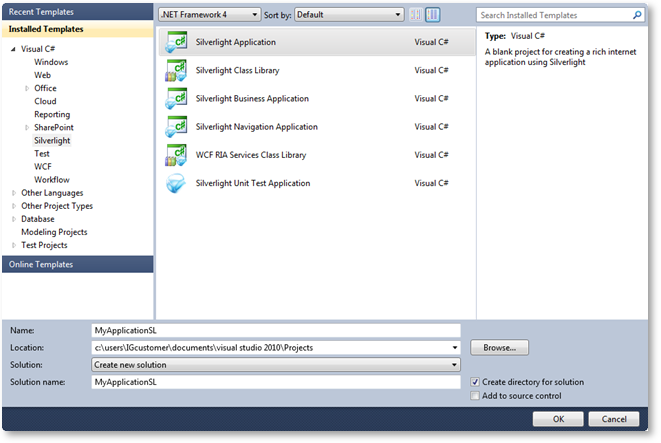 Recent Templates
Installed Templates
Visual C#
Windows
Web
Office
Cloud
Reporting
SharePoint
Silverlight
Test
WCF
Workflow
Other Languages
Other Project Types
Database
Modeling Projects
Test Projects
Online Templates
.NET Framework 4 Sort by: Default
Silverlight Application Visual C#
Silverlight Class Library Visual C#
Silverlight Business Application Visual C#
Silverlight Navigation Application Visual C#
WCF RIA Services Class Library Visual C#
Silverlight Unit Test Application Visual C#
Search Installed Templates
Type: Visual C#
A blank project for creating a rich internet
application using Silverlight
Name: MyApplicationSL
Location: c:\users\IGcustomer\documents\visual studio 2010\Projects Browse...
Solution: Create new solution
Solution name: MyApplicationSL
Create directory for solution
Add to source control
OK Cancel